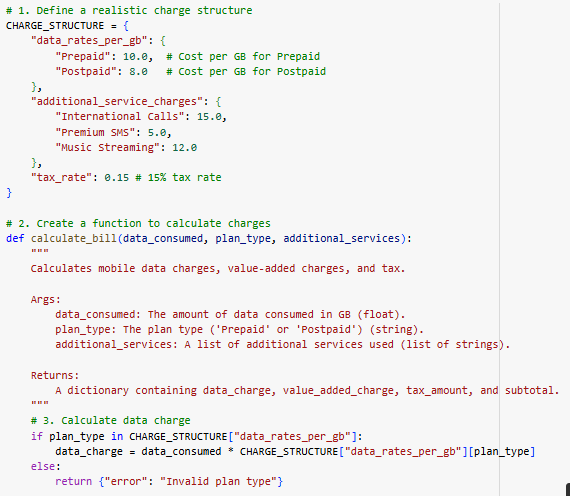 # 1. Define a realistic charge structure
CHARGE_STRUCTURE = {
    "data_rates_per_gb": {
        "Prepaid": 10.0,  # Cost per GB for Prepaid
        "Postpaid": 8.0   # Cost per GB for Postpaid
    },
    "additional_service_charges": {
        "International Calls": 15.0,
        "Premium SMS": 5.0,
        "Music Streaming": 12.0
    },
    "tax_rate": 0.15 # 15% tax rate
}

# 2. Create a function to calculate charges
def calculate_bill(data_consumed, plan_type, additional_services):
    """
    Calculates mobile data charges, value-added charges, and tax.

    Args:
        data_consumed: The amount of data consumed in GB (float).
        plan_type: The plan type ('Prepaid' or 'Postpaid') (string).
        additional_services: A list of additional services used (list of strings).

    Returns:
        A dictionary containing data_charge, value_added_charge, tax_amount, and subtotal.
    """
    # 3. Calculate data charge
    if plan_type in CHARGE_STRUCTURE["data_rates_per_gb"]:
        data_charge = data_consumed * CHARGE_STRUCTURE["data_rates_per_gb"][plan_type]
    else:
        return {"error": "Invalid plan type"}